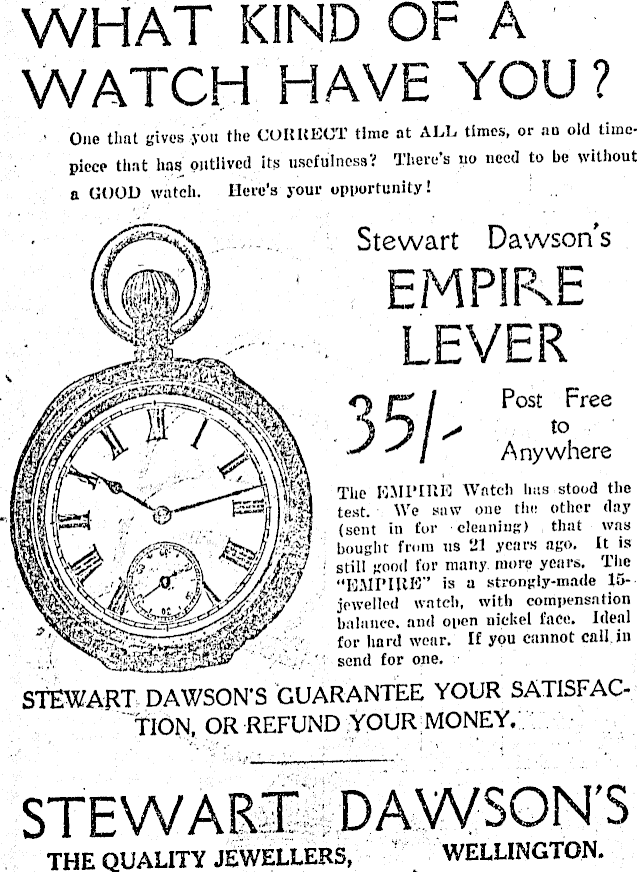 WHAT KIND OF A
WATCH HAVE YOU?
One that gives you the CORRECT time at ALL times, or an old time-
piece that has outlived its usefulness? There's no need to be without
a GOOD watch. Here's your opportunity!
Stewart Dawson's
EMPIRE
LEVER
35/-
Post Free
to
Anywhere
The EMPIRE Watch has stood the
test. We saw one the other day
(sent in for cleaning) that was
bought from us 21 years ago. It is
still good for many more years. The
"EMPIRE" is a strongly-made 15-
jewelled watch, with compensation
balance, and open nickel face. Ideal
for hard wear. If you cannot call in
send for one.
STEWART DAWSON'S GUARANTEE YOUR SATISFAC-
TION, OR REFUND YOUR MONEY.
STEWART DAWSON'S
THE QUALITY JEWELLERS, WELLINGTON.